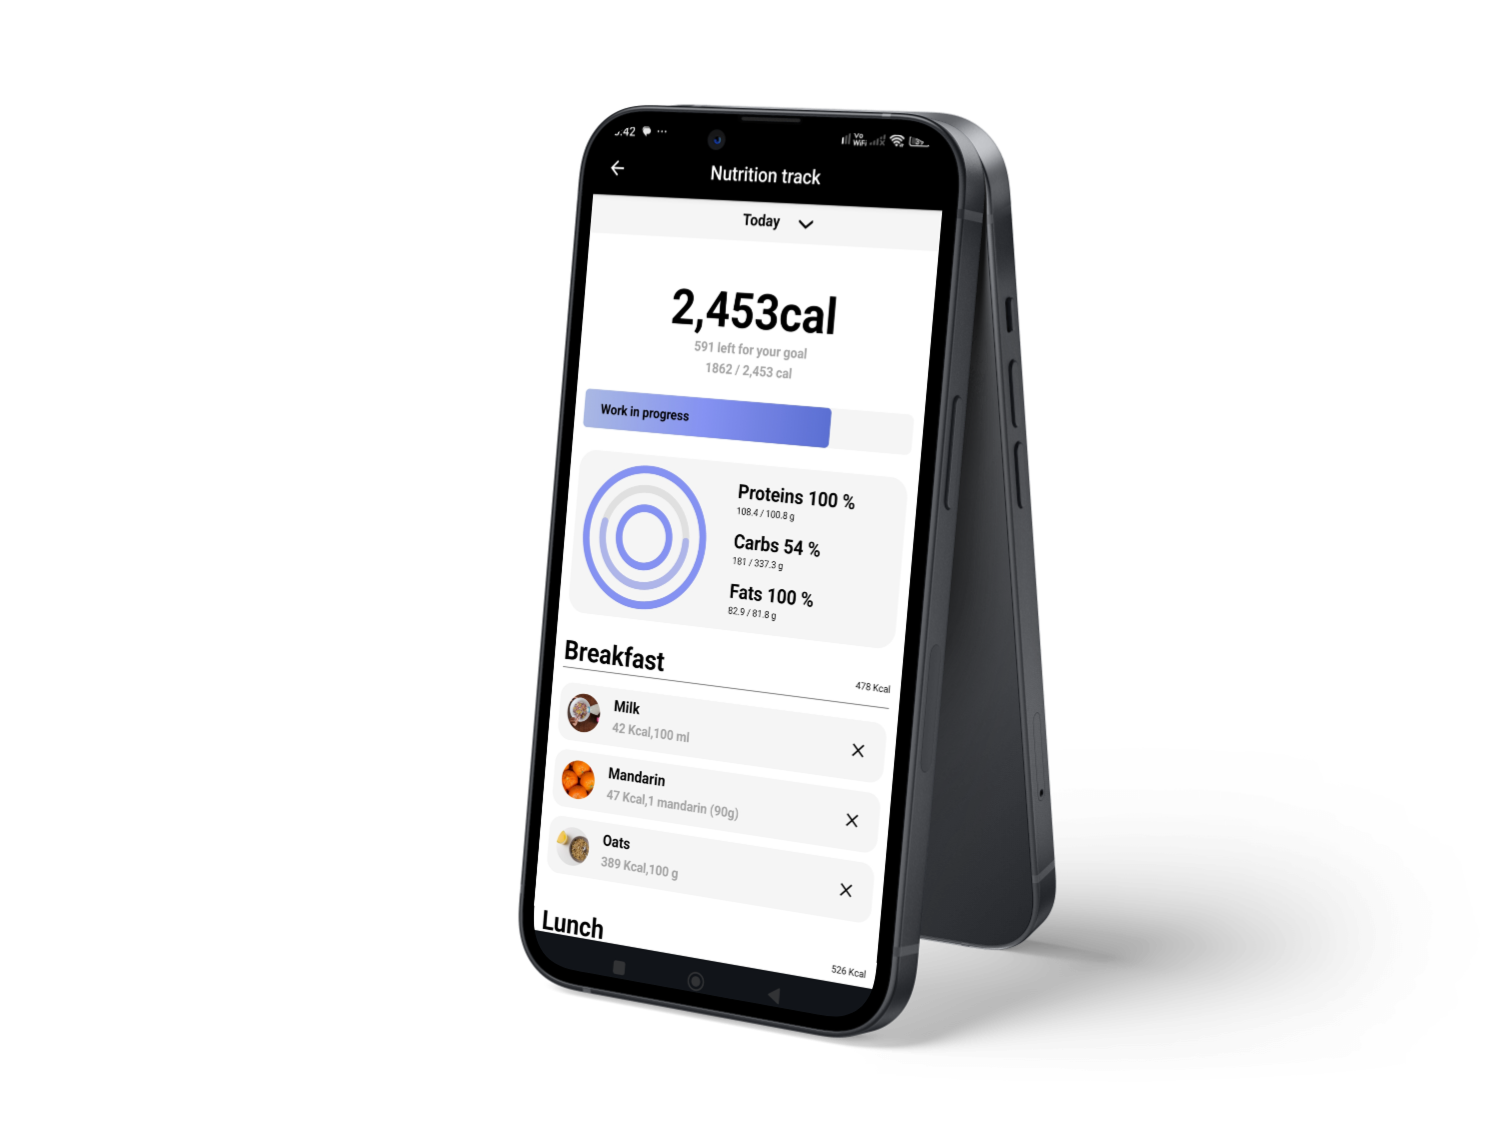 .42
Vo
WiFi
Nutrition track
Today
2,453cal
591 left for your goal
1862 / 2,453 cal
Work in progress
Proteins 100 %
108.4 / 100.8 g
Carbs 54 %
181 / 337.3 g
Fats 100 %
82.9 / 81.8 g
Breakfast
478 Kcal
Milk
42 Kcal,100 ml
Mandarin
47 Kcal,1 mandarin (90g)
Oats
389 Kcal,100 g
Lunch
526 Kcal